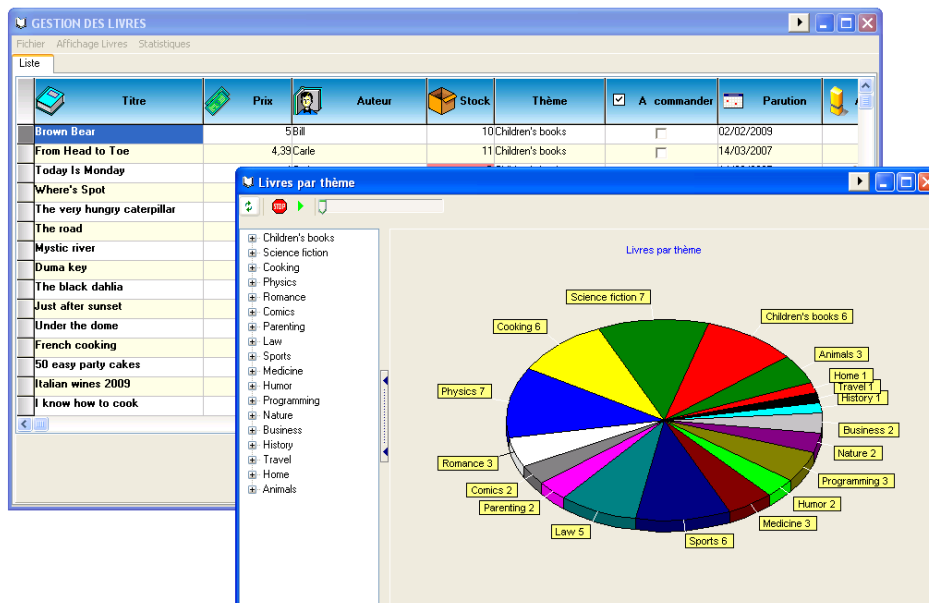 GESTION DES LIVRES
Fichier Affichage Livres Statistiques
Liste
Titre Prix Auteur Stock Thème A commander Parution
Brown Bear 5 Bill 10 Children's books 02/02/2009
From Head to Toe 4,39 Carle 11 Children's books 14/03/2007
Today Is Monday
Where's Spot
The very hungry caterpillar
The road
Mystic river
Duma key
The black dahlia
Just after sunset
Under the dome
French cooking
50 easy party cakes
Italian wines 2009
I know how to cook
Livres par thème
STOP
Children's books
Science fiction
Cooking
Physics
Romance
Comics
Parenting
Law
Sports
Medicine
Humor
Programming
Nature
Business
History
Travel
Home
Animals
Livres par thème
Science fiction 7
Children's books 6
Cooking 6
Animals 3
Home 1
Travel 1
History 1
Physics 7
Business 2
Nature 2
Romance 3
Programming 3
Comics 2
Humor 2
Parenting 2
Medicine 3
Law 5
Sports 6